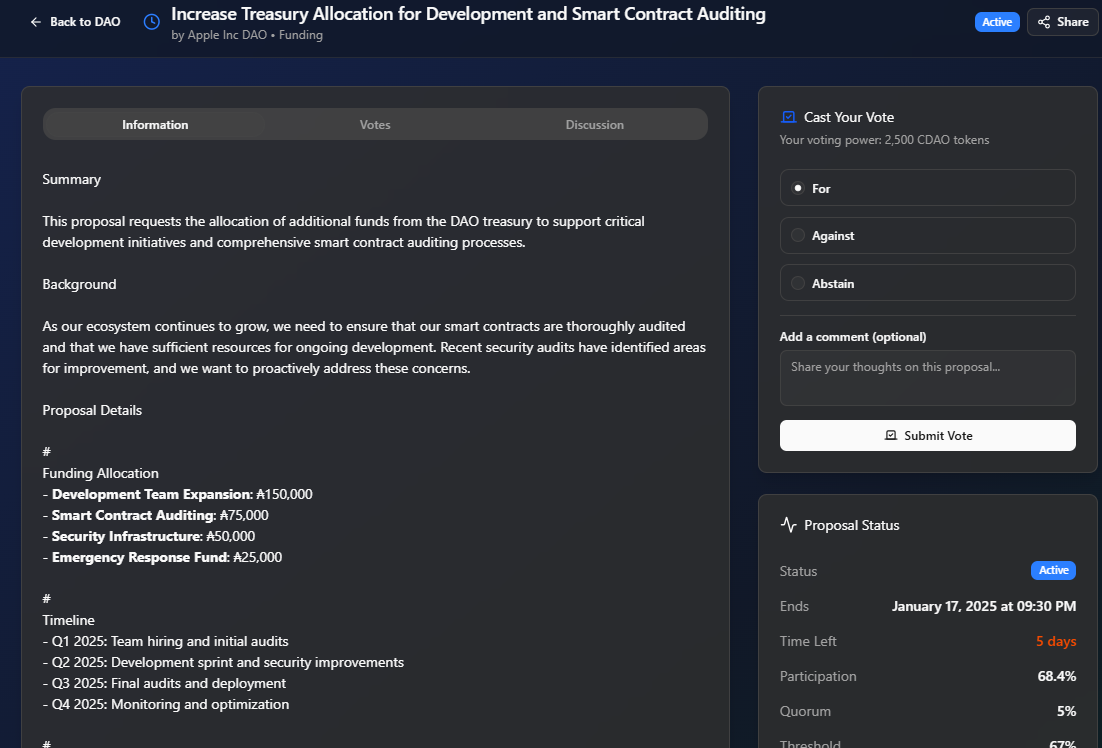 Back to DAO
Increase Treasury Allocation for Development and Smart Contract Auditing
by Apple Inc DAO • Funding
Active
Share
Information
Votes
Discussion
Summary
This proposal requests the allocation of additional funds from the DAO treasury to support critical
development initiatives and comprehensive smart contract auditing processes.
Background
As our ecosystem continues to grow, we need to ensure that our smart contracts are thoroughly audited
and that we have sufficient resources for ongoing development. Recent security audits have identified areas
for improvement, and we want to proactively address these concerns.
Proposal Details
#
Funding Allocation
- Development Team Expansion: ₳150,000
- Smart Contract Auditing: ₳75,000
- Security Infrastructure: ₳50,000
- Emergency Response Fund: ₳25,000
#
Timeline
- Q1 2025: Team hiring and initial audits
- Q2 2025: Development sprint and security improvements
- Q3 2025: Final audits and deployment
- Q4 2025: Monitoring and optimization
#
Cast Your Vote
Your voting power: 2,500 CDAO tokens
For
Against
Abstain
Add a comment (optional)
Share your thoughts on this proposal...
Submit Vote
Proposal Status
Status
Active
Ends
January 17, 2025 at 09:30 PM
Time Left
5 days
Participation
68.4%
Quorum
5%
Threshold
67%